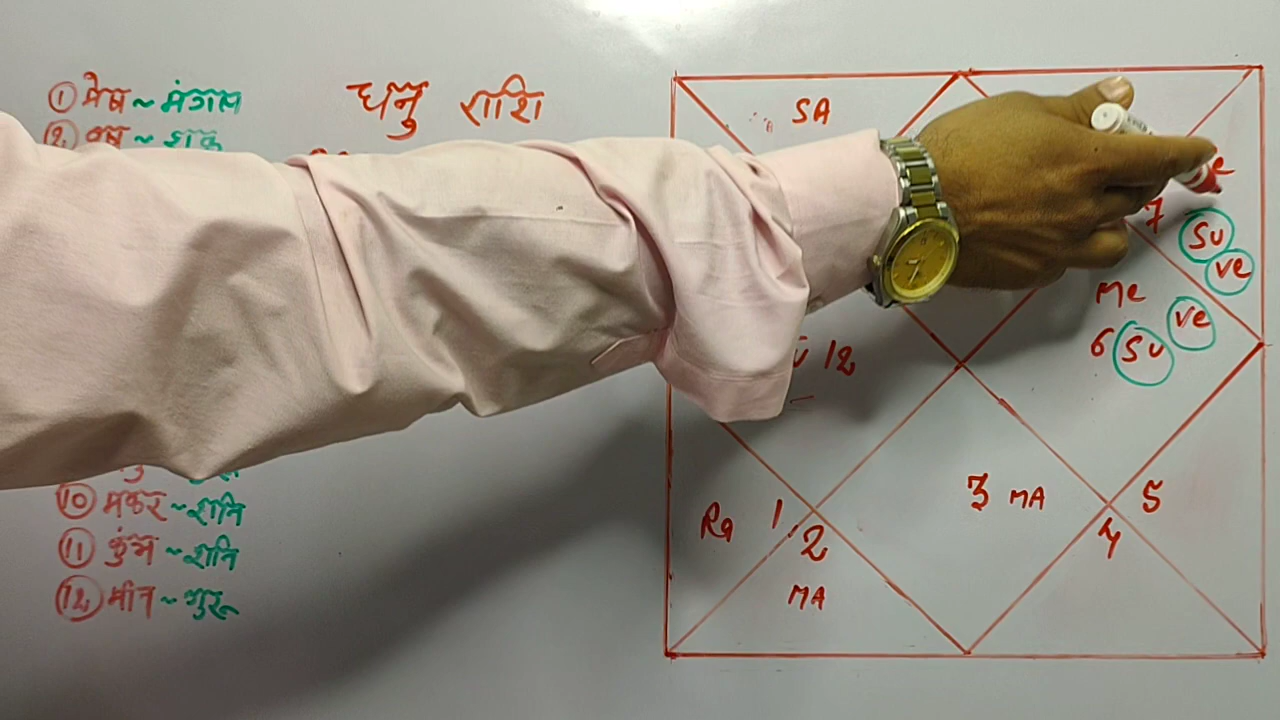 ① मेष ~ मंगल
धनु राशि
⑩ मकर ~ शनि
⑪ कुंभ ~ शनि
⑫ मीन ~ गुरु
SA
7 SU
ve
Me
ve
6 SU
12
3 MA
5
Ra 1
2
4
MA